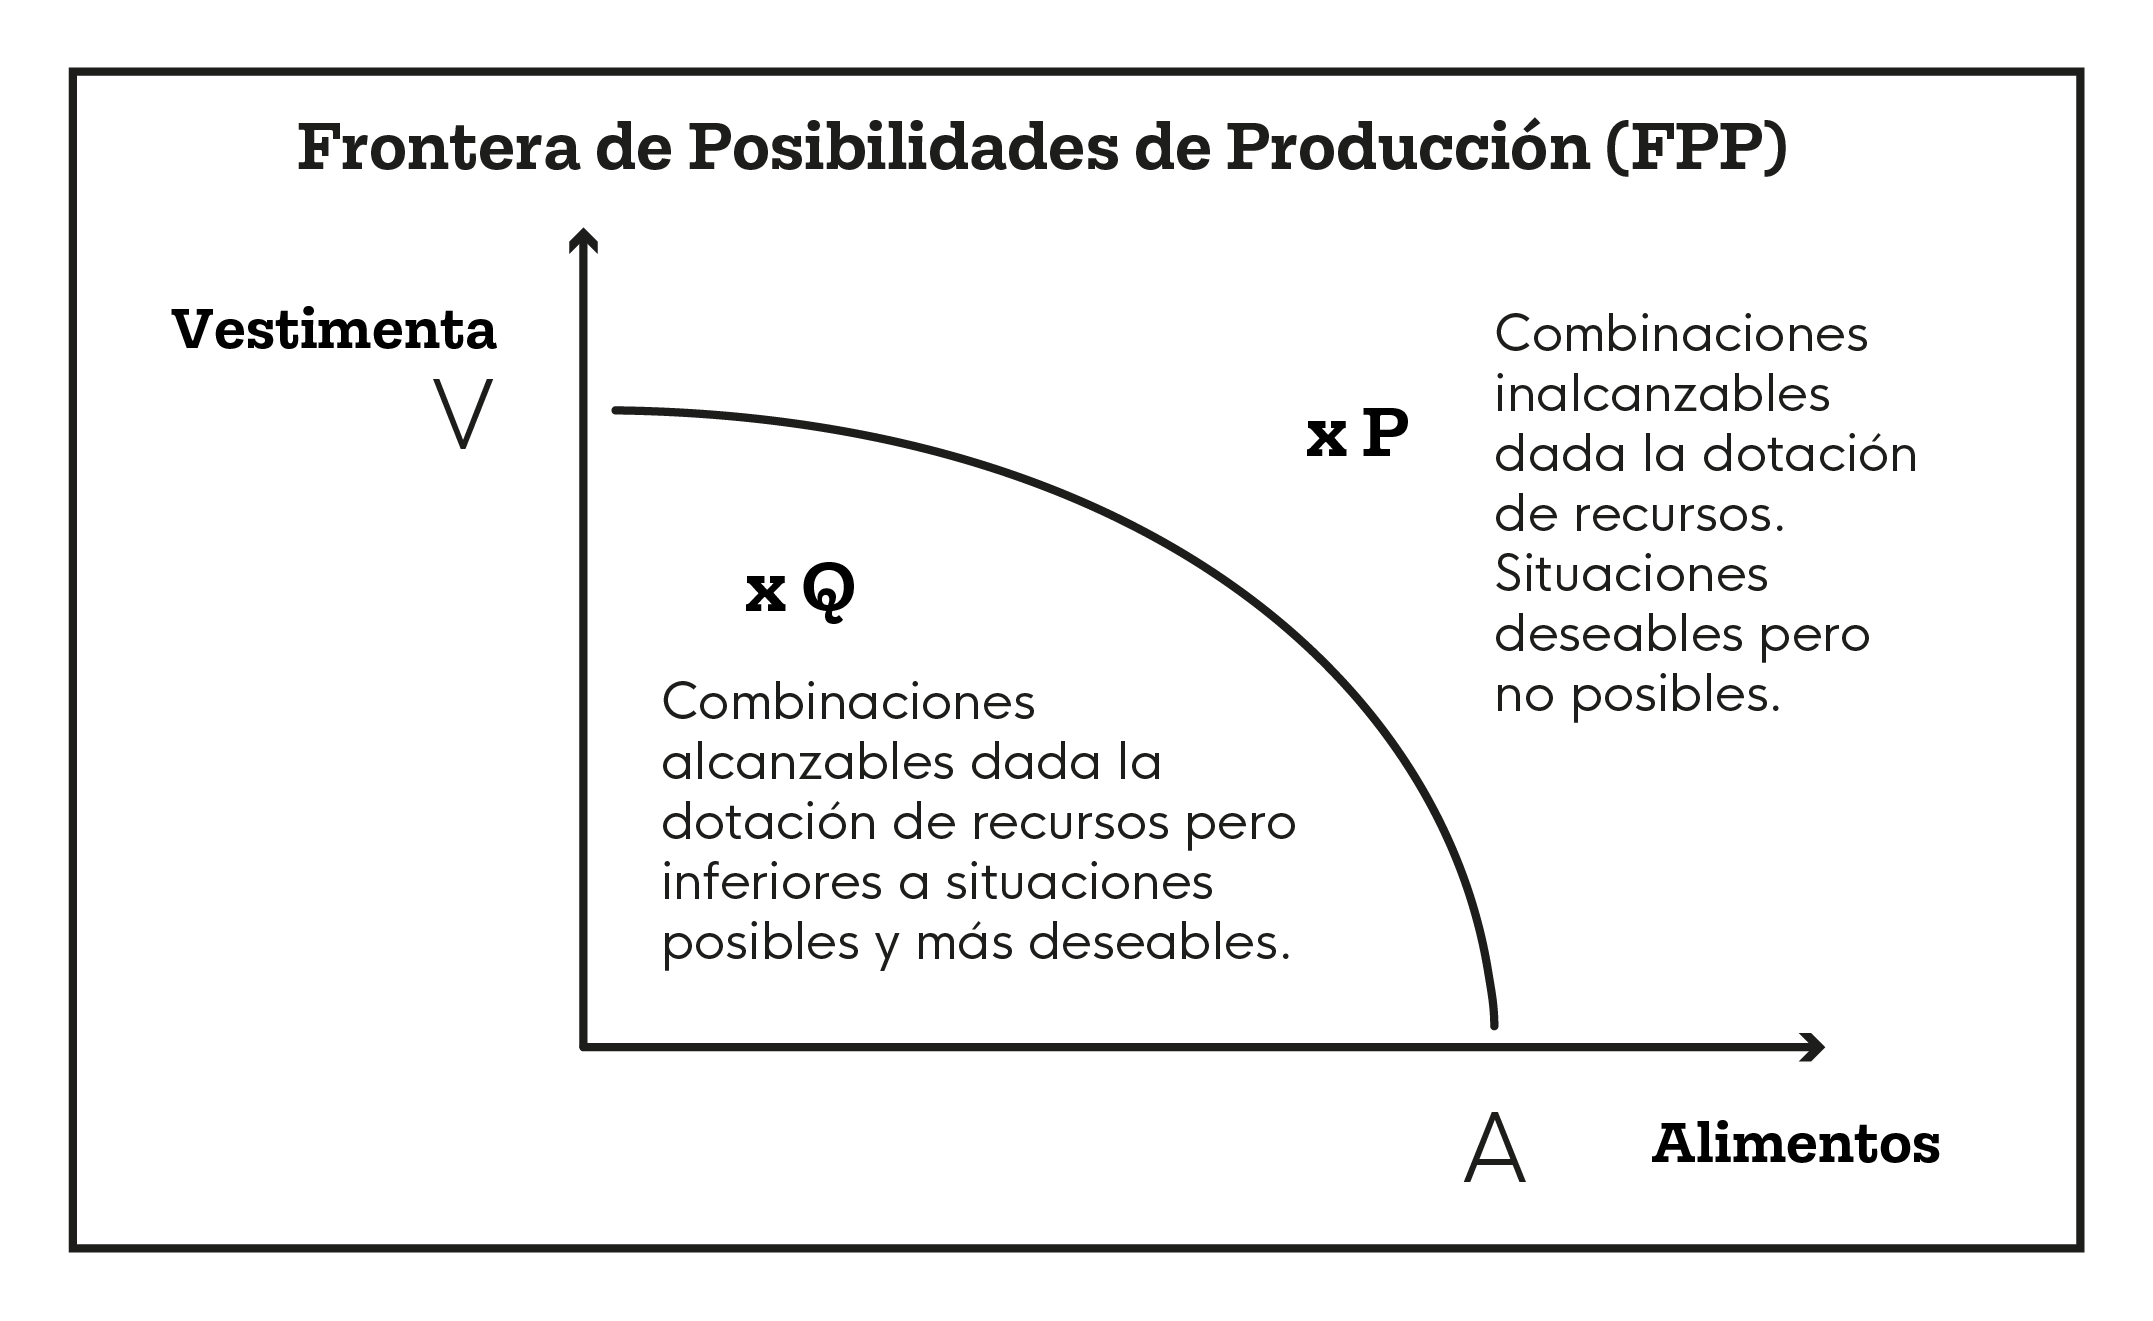 Frontera de Posibilidades de Producción (FPP)
Vestimenta
V
x P
Combinaciones
inalcanzables
dada la dotación
de recursos.
Situaciones
deseables pero
no posibles.
x Q
Combinaciones
alcanzables dada la
dotación de recursos pero
inferiores a situaciones
posibles y más deseables.
A
Alimentos